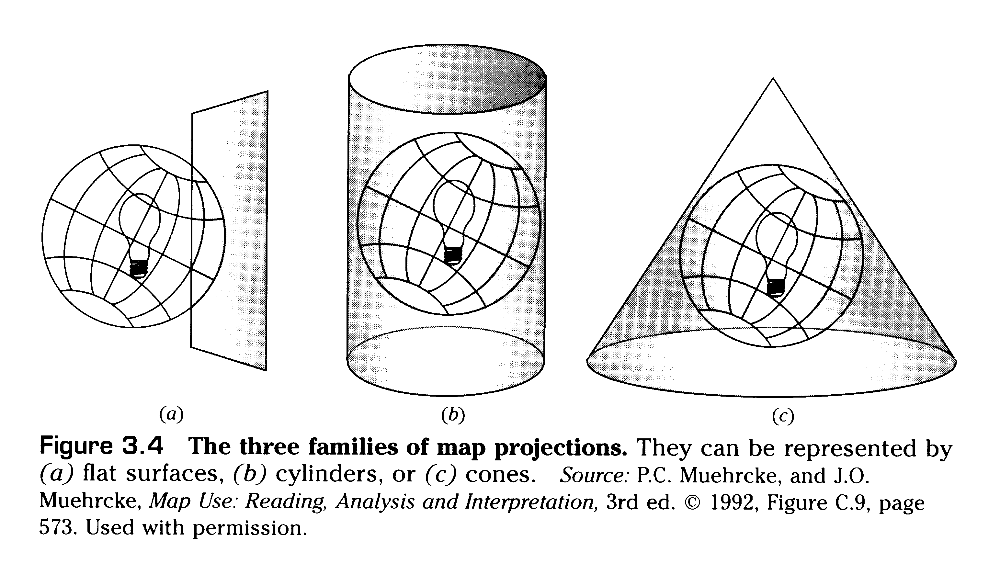 (a) (b) (c)
Figure 3.4 The three families of map projections. They can be represented by
(a) flat surfaces, (b) cylinders, or (c) cones. Source: P.C. Muehrcke, and J.O.
Muehrcke, Map Use: Reading, Analysis and Interpretation, 3rd ed. © 1992, Figure C.9, page
573. Used with permission.